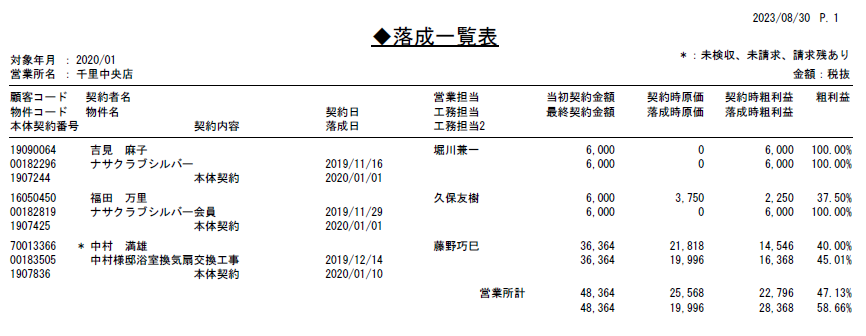 2023/08/30 P. 1
◆落成一覧表
対象年月 : 2020/01
＊: 未検収、未請求、請求残あり
営業所名 : 千里中央店
金額：税抜
顧客コード 契約者名 営業担当 当初契約金額 契約時原価 契約時粗利益 粗利益
物件コード 物件名 契約日 工務担当 最終契約金額 落成時原価 落成時粗利益
本体契約番号 契約内容 落成日 工務担当2
19090064 吉見 麻子 堀川兼一 6,000 0 6,000 100.00%
00182296 ナサクラブシルバー 2019/11/16 6,000 0 6,000 100.00%
1907244 本体契約 2020/01/01
16050450 福田 万里 久保友樹 6,000 3,750 2,250 37.50%
00182819 ナサクラブシルバー会員 2019/11/29 6,000 0 6,000 100.00%
1907425 本体契約 2020/01/01
70013366 ＊ 中村 満雄 藤野巧巳 36,364 21,818 14,546 40.00%
00183505 中村様邸浴室換気扇交換工事 2019/12/14 36,364 19,996 16,368 45.01%
1907836 本体契約 2020/01/10
営業所計 48,364 25,568 22,796 47.13%
48,364 19,996 28,368 58.66%